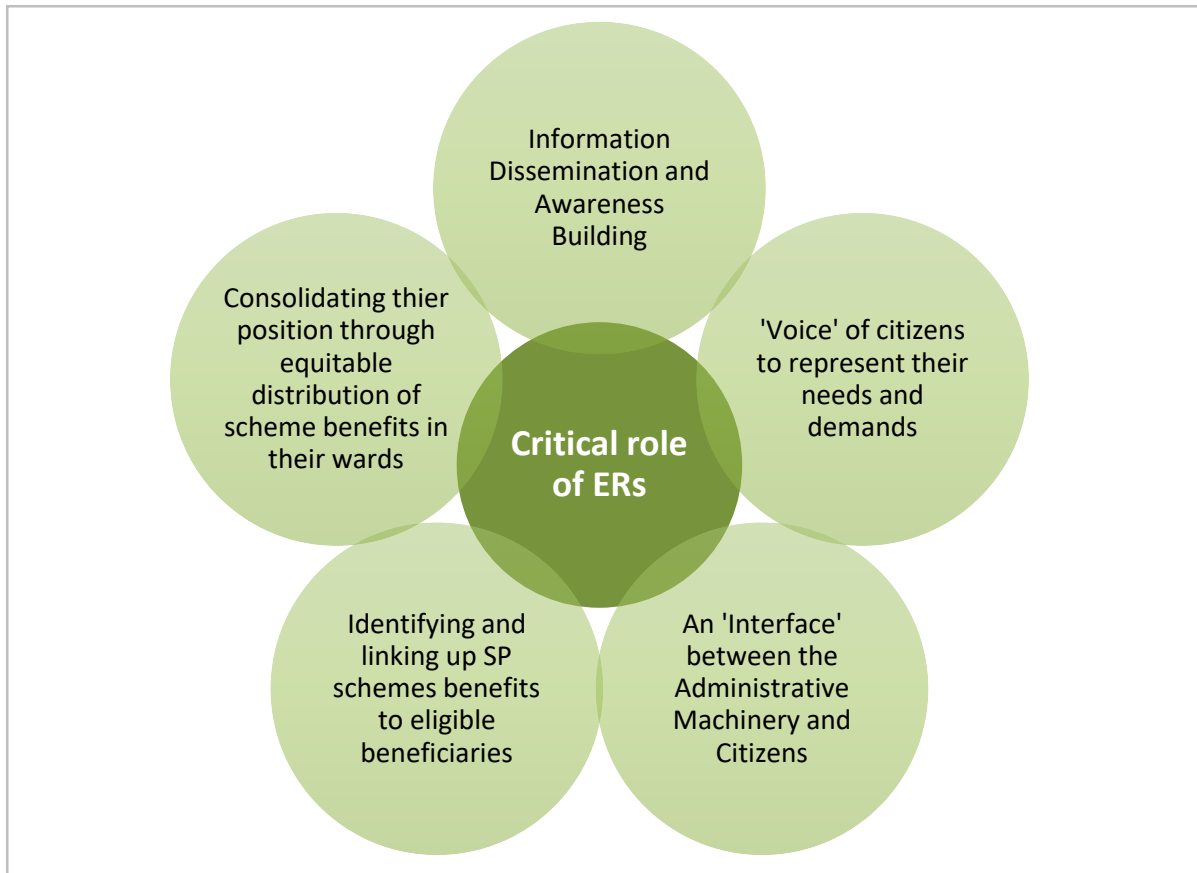 Information
Dissemination and
Awareness
Building
'Voice' of citizens
to represent their
needs and
demands
An 'Interface'
between the
Administrative
Machinery and
Citizens
Identifying and
linking up SP
schemes benefits
to eligible
beneficiaries
Consolidating thier
position through
equitable
distribution of
scheme benefits in
their wards
Critical role
of ERs